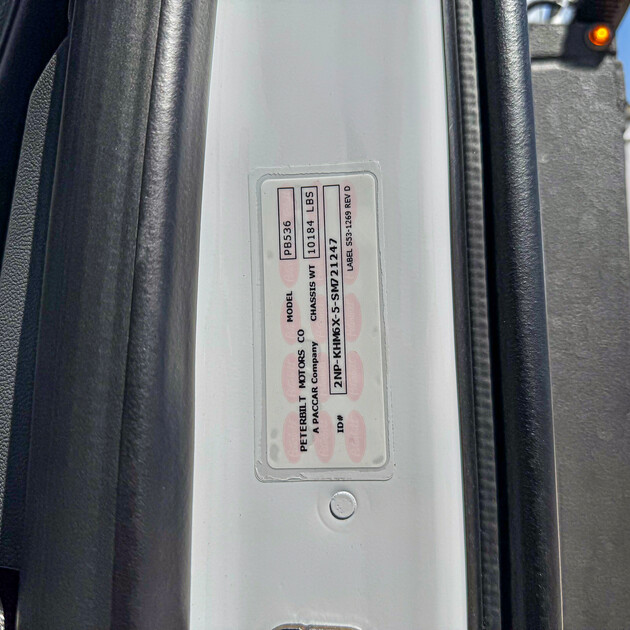 PETERBILT MOTORS CO MODEL PB536
A PACCAR Company CHASSIS WT 10184 LBS
ID# 2NP-KHM6X-5-SM721247
LABEL S53-1269 REV D